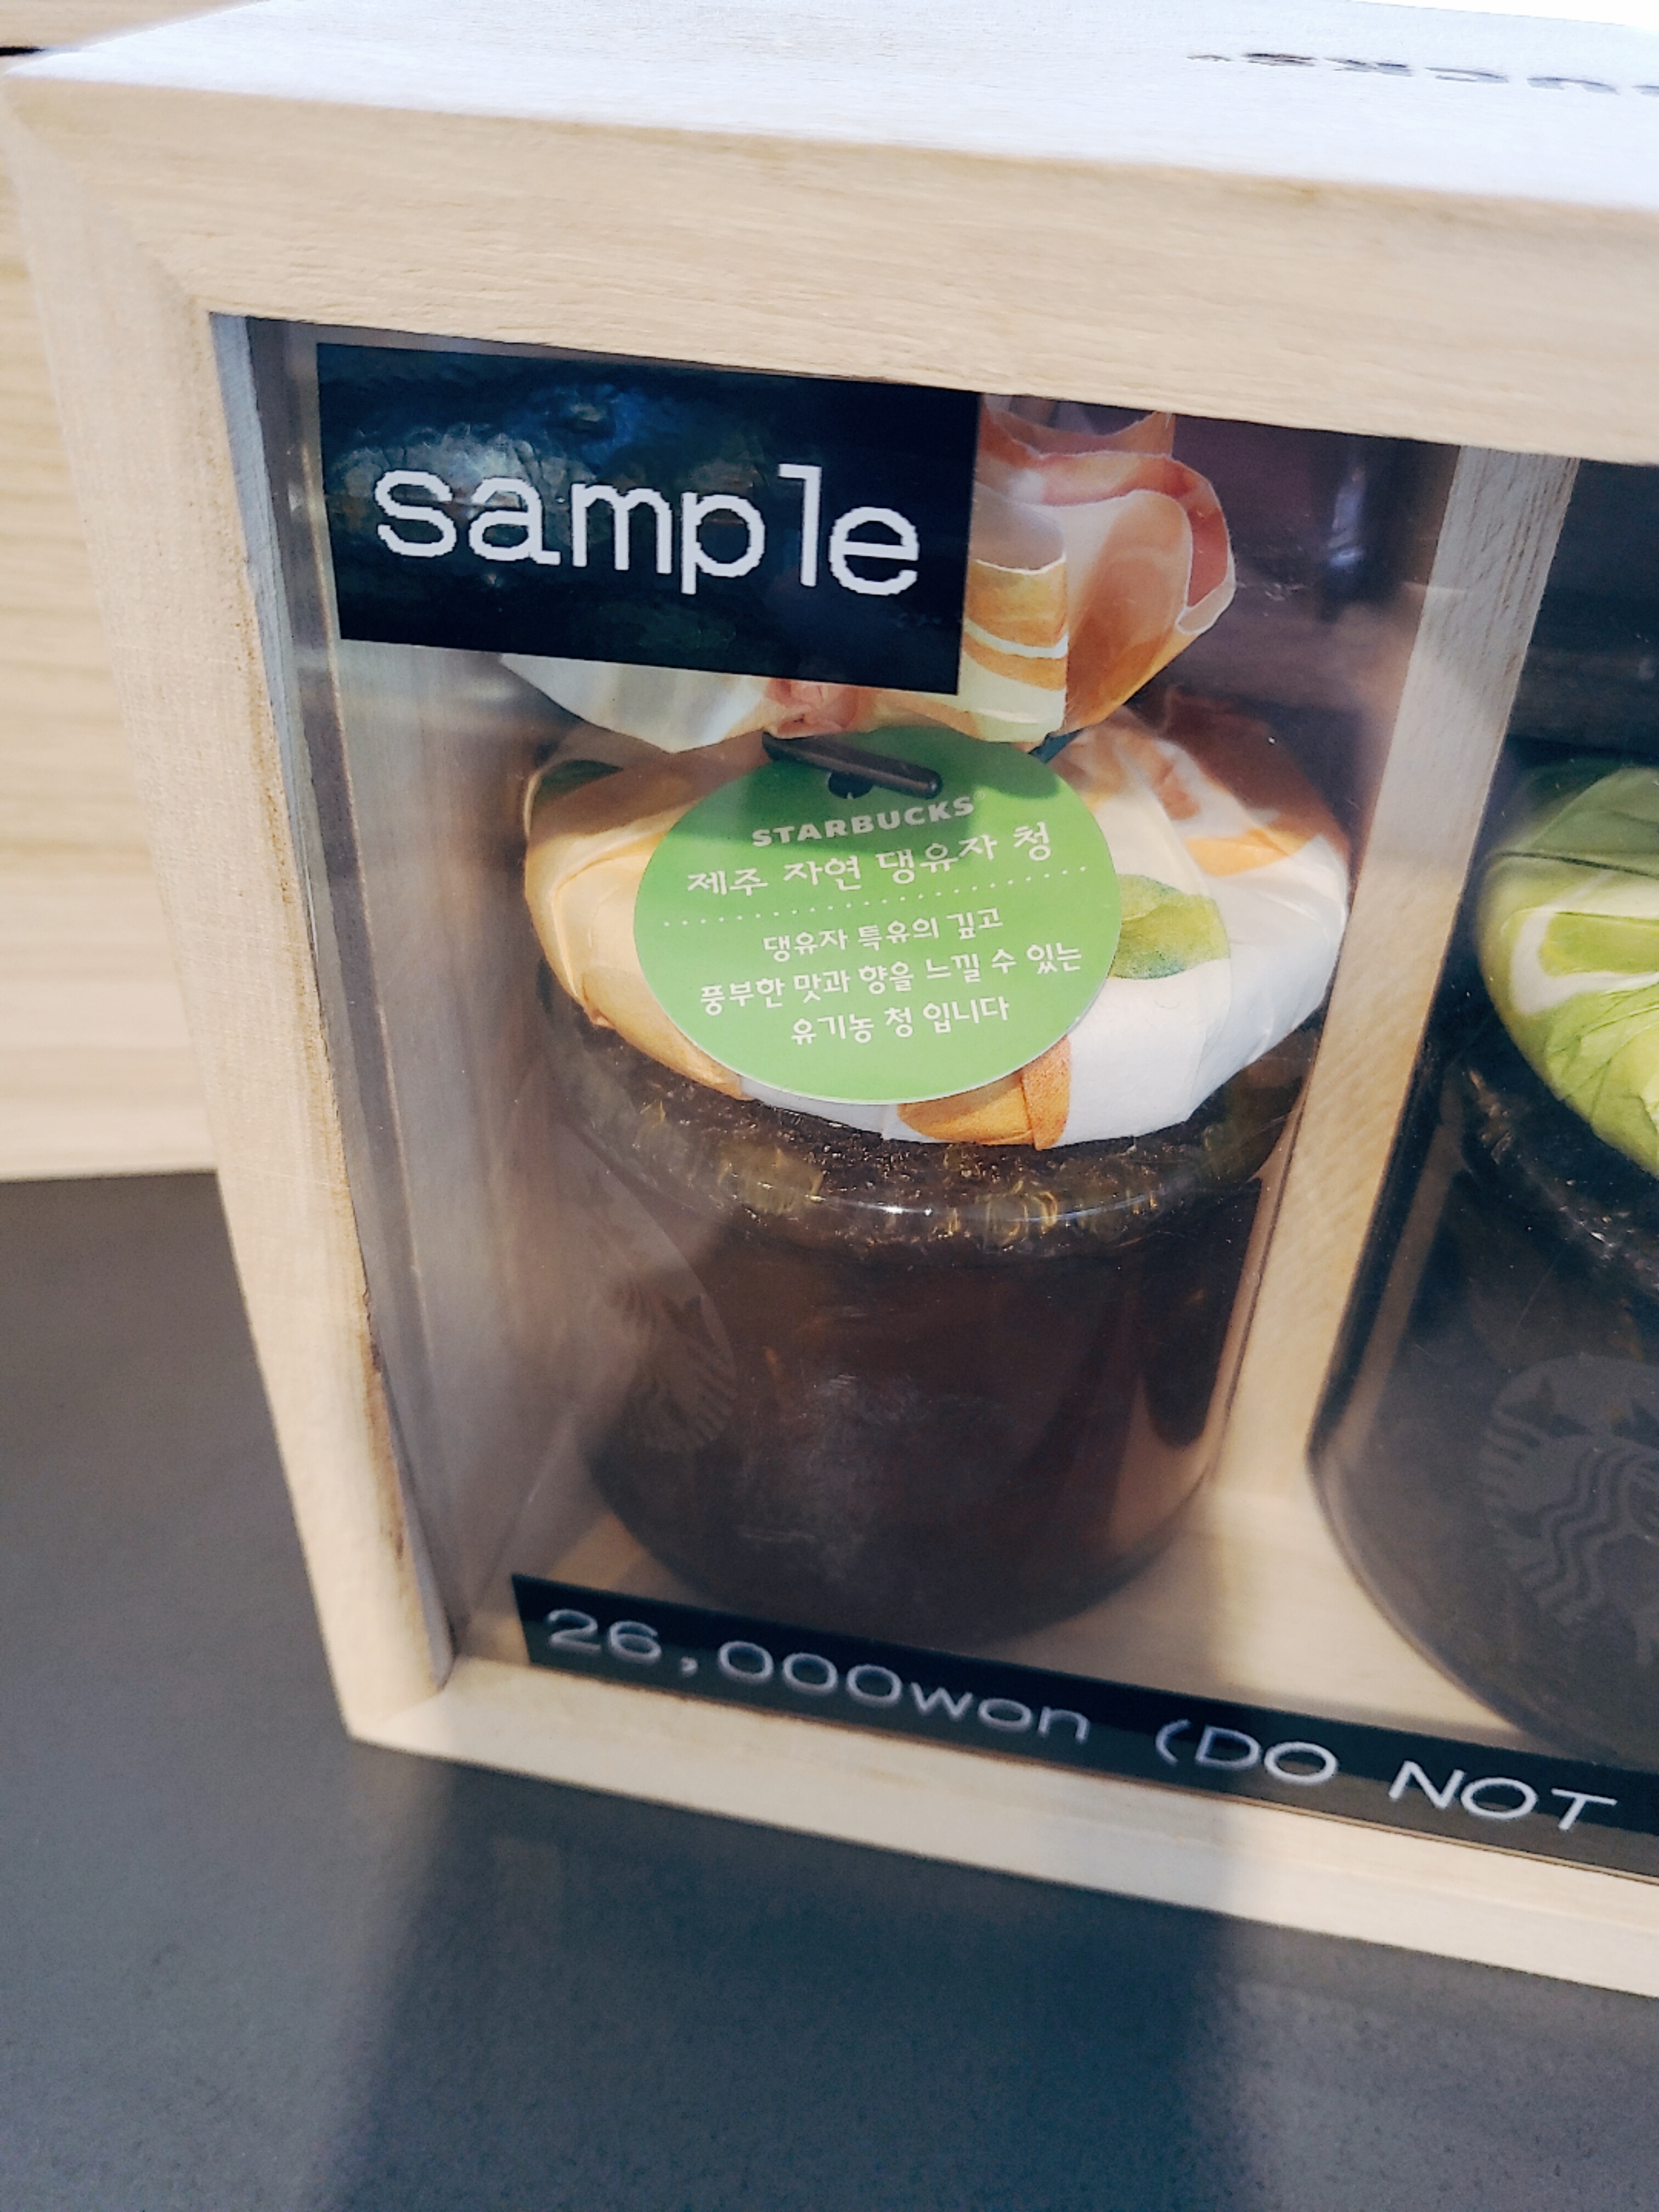 sample
STARBUCKS®
제주 자연 댕유자 청
댕유자 특유의 깊고
풍부한 맛과 향을 느낄 수 있는
유기농 청 입니다
26,000won (DO NOT